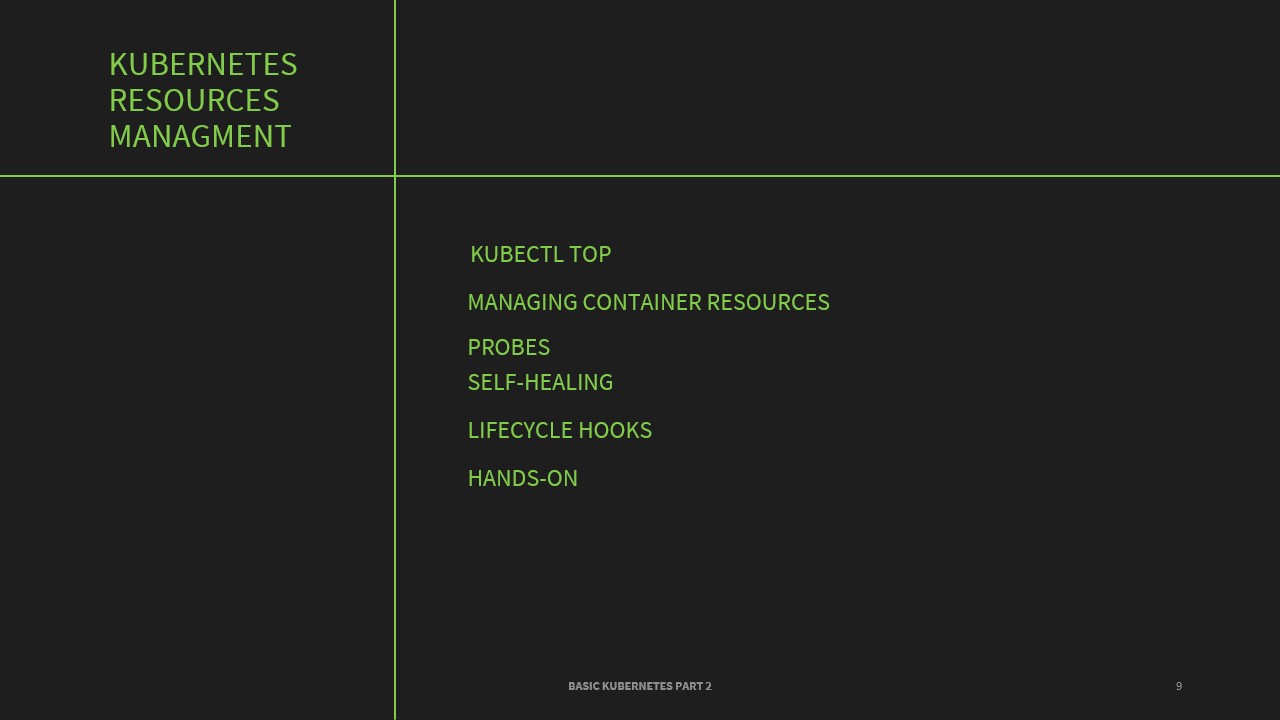 KUBERNETES
RESOURCES
MANAGMENT
KUBECTL TOP
MANAGING CONTAINER RESOURCES
PROBES
SELF-HEALING
LIFECYCLE HOOKS
HANDS-ON
BASIC KUBERNETES PART 2
9